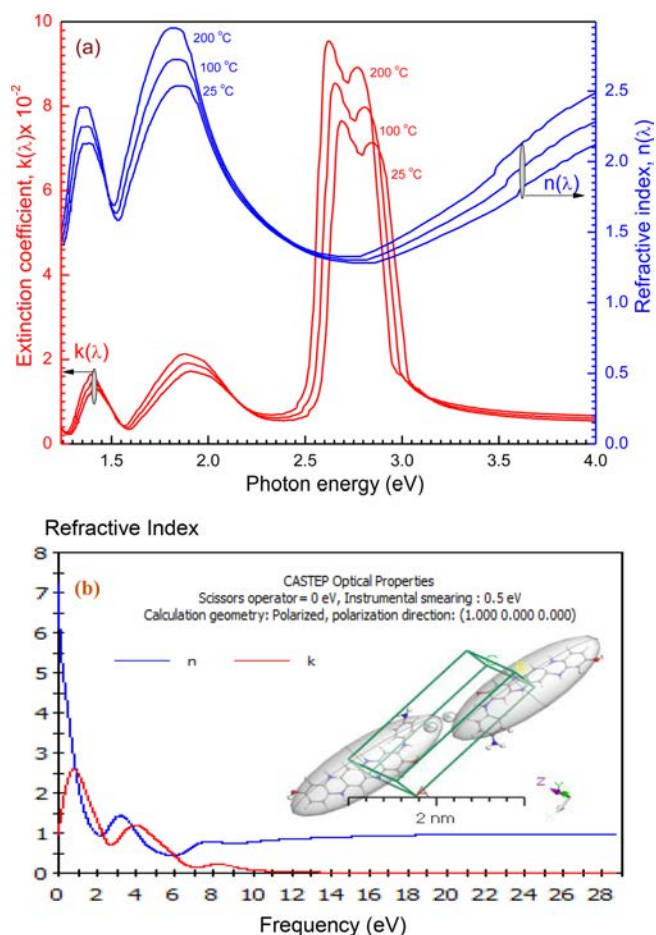 (a)
200 °C
100 °C
25 °C
200 °C
100 °C
25 °C
n(λ)
k(λ)
Extinction coefficient, k(λ)x 10⁻²
10
8
6
4
2
0
Refractive index, n(λ)
2.5
2.0
1.5
1.0
0.5
0.0
1.5 2.0 2.5 3.0 3.5 4.0
Photon energy (eV)
Refractive Index
(b)
CASTEP Optical Properties
Scissors operator= 0 eV, Instrumental smearing : 0.5 eV
Calculation geometry: Polarized, polarization direction: (1.000 0.000 0.000)
n k
8
7
6
5
4
3
2
1
0
2 nm
Z
0 2 4 6 8 10 12 14 16 18 20 22 24 26 28
Frequency (eV)